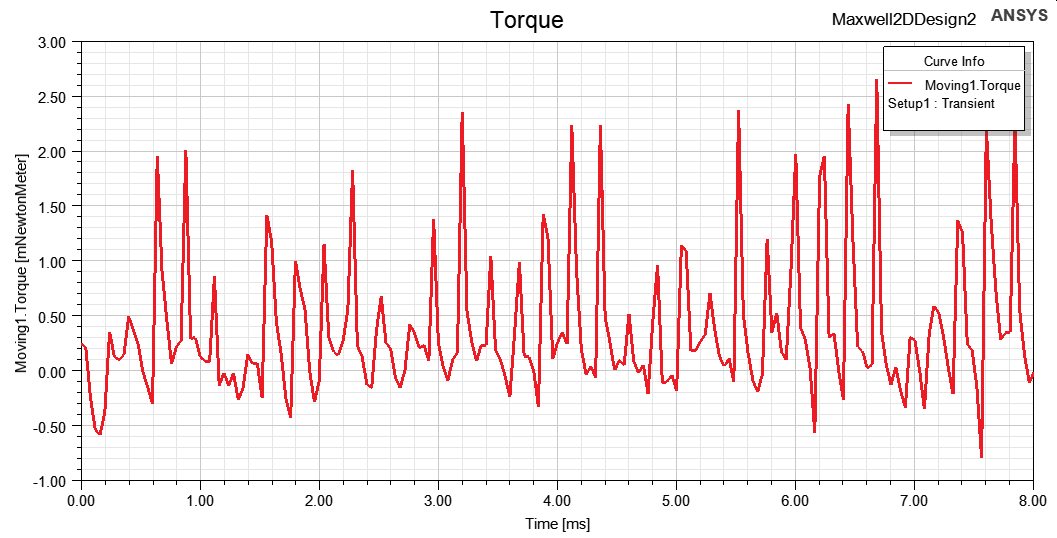 Torque
Maxwell2DDesign2
ANSYS
3.00
2.50
2.00
1.50
1.00
0.50
0.00
-0.50
-1.00
Moving1.Torque [mNewtonMeter]
Curve Info
Moving1.Torque
Setup1 : Transient
0.00 1.00 2.00 3.00 4.00 5.00 6.00 7.00 8.00
Time [ms]